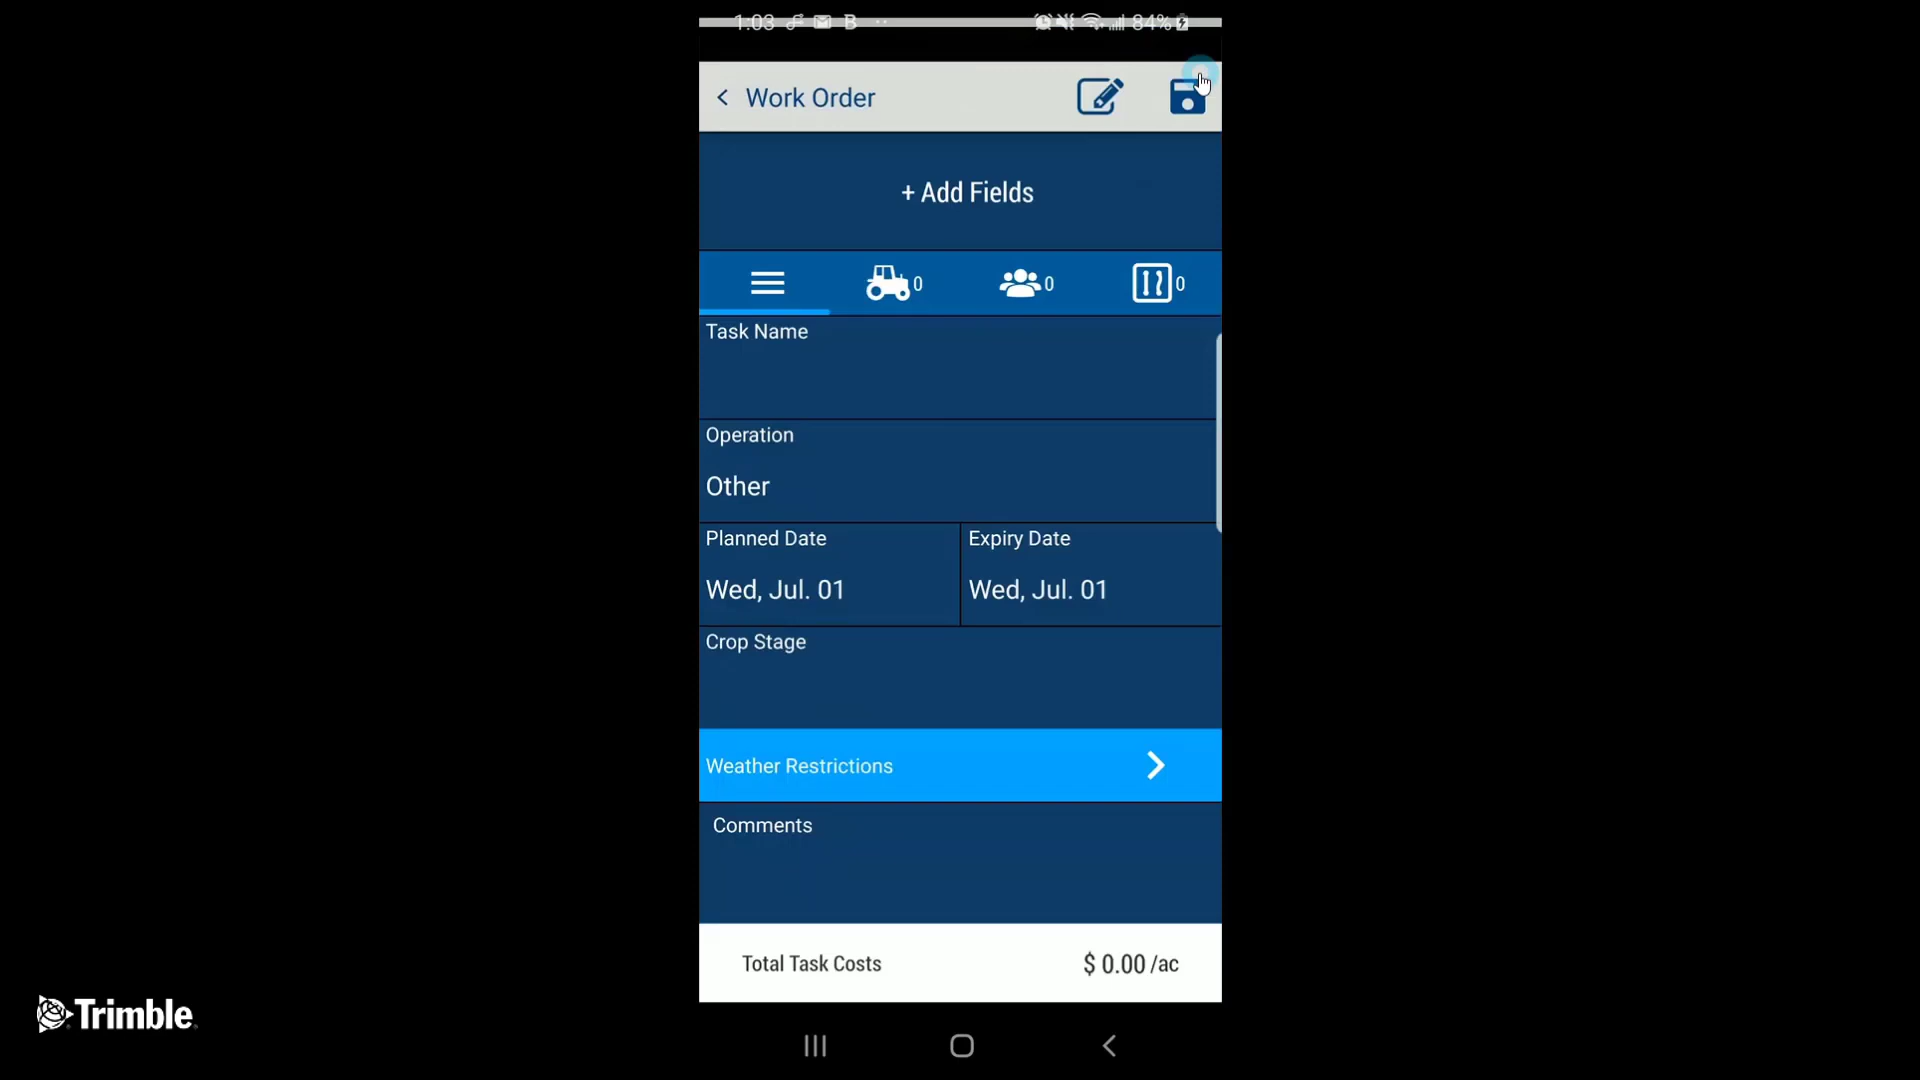 1:03 B 84%
Work Order
+ Add Fields
0 0 0
Task Name
Operation
Other
Planned Date Expiry Date
Wed, Jul. 01 Wed, Jul. 01
Crop Stage
Weather Restrictions
Comments
Total Task Costs $ 0.00 /ac
Trimble